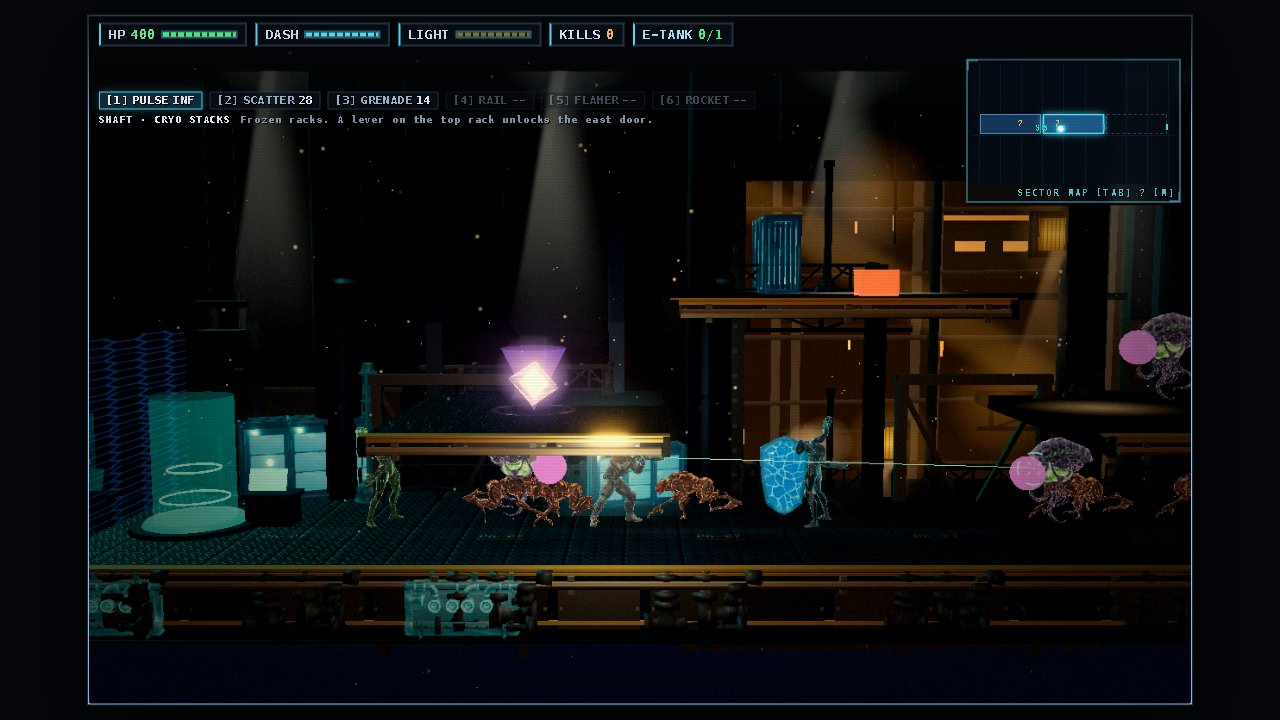 HP 400 DASH LIGHT KILLS 0 E-TANK 0/1
[1] PULSE INF [2] SCATTER 28 [3] GRENADE 14 [4] RAIL -- [5] FLAMER -- [6] ROCKET --
SHAFT · CRYO STACKS Frozen racks. A lever on the top rack unlocks the east door.
? ?
S S
SECTOR MAP [TAB] ? [M]